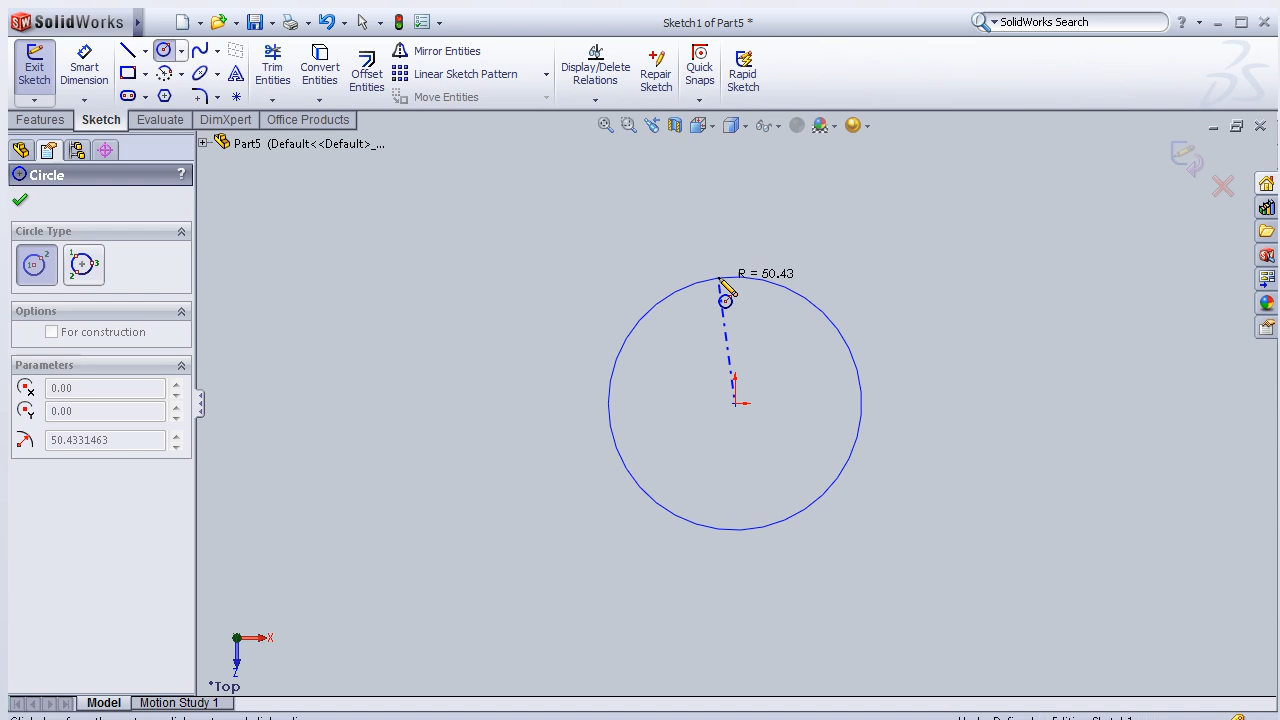 SolidWorks
Sketch1 of Part5 *
SolidWorks Search
?
Exit Sketch
Smart Dimension
Trim Entities
Convert Entities
Offset Entities
Mirror Entities
Linear Sketch Pattern
Move Entities
Display/Delete Relations
Repair Sketch
Quick Snaps
Rapid Sketch
Features
Sketch
Evaluate
DimXpert
Office Products
Part5 (Default<<Default>_...
Circle
?
Circle Type
Options
For construction
Parameters
0.00
0.00
50.4331463
R = 50.43
X
Z
*Top
Model
Motion Study 1